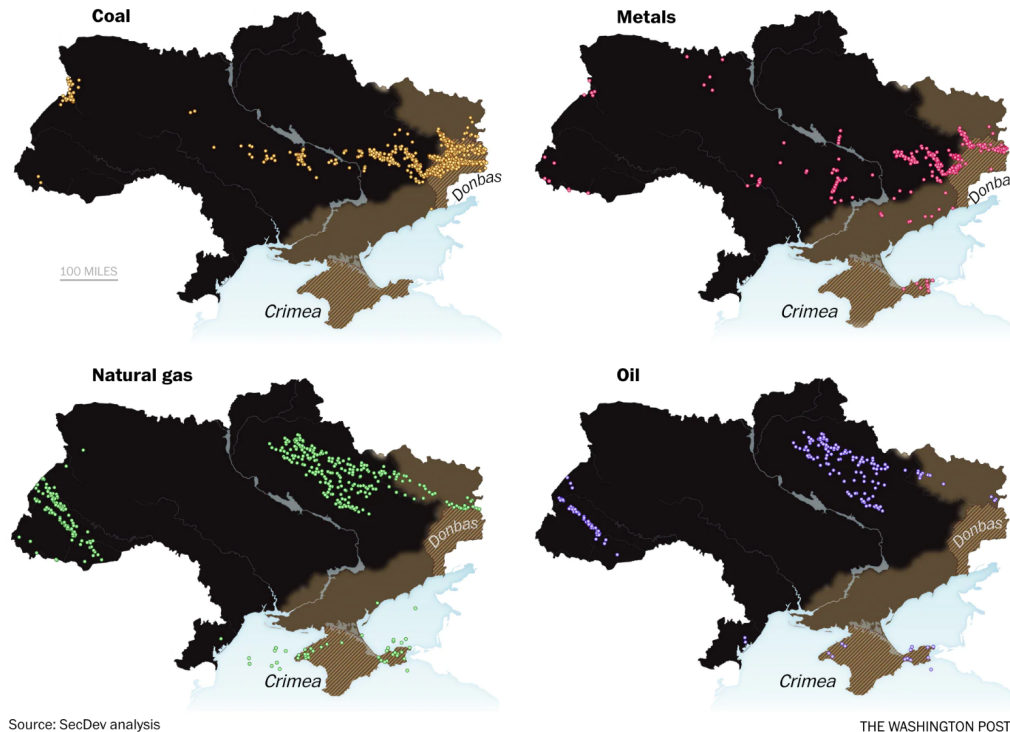 Coal
Metals
Donbas
Donbas
100 MILES
Crimea
Crimea
Natural gas
Oil
Donbas
Donbas
Crimea
Crimea
Source: SecDev analysis
THE WASHINGTON POST